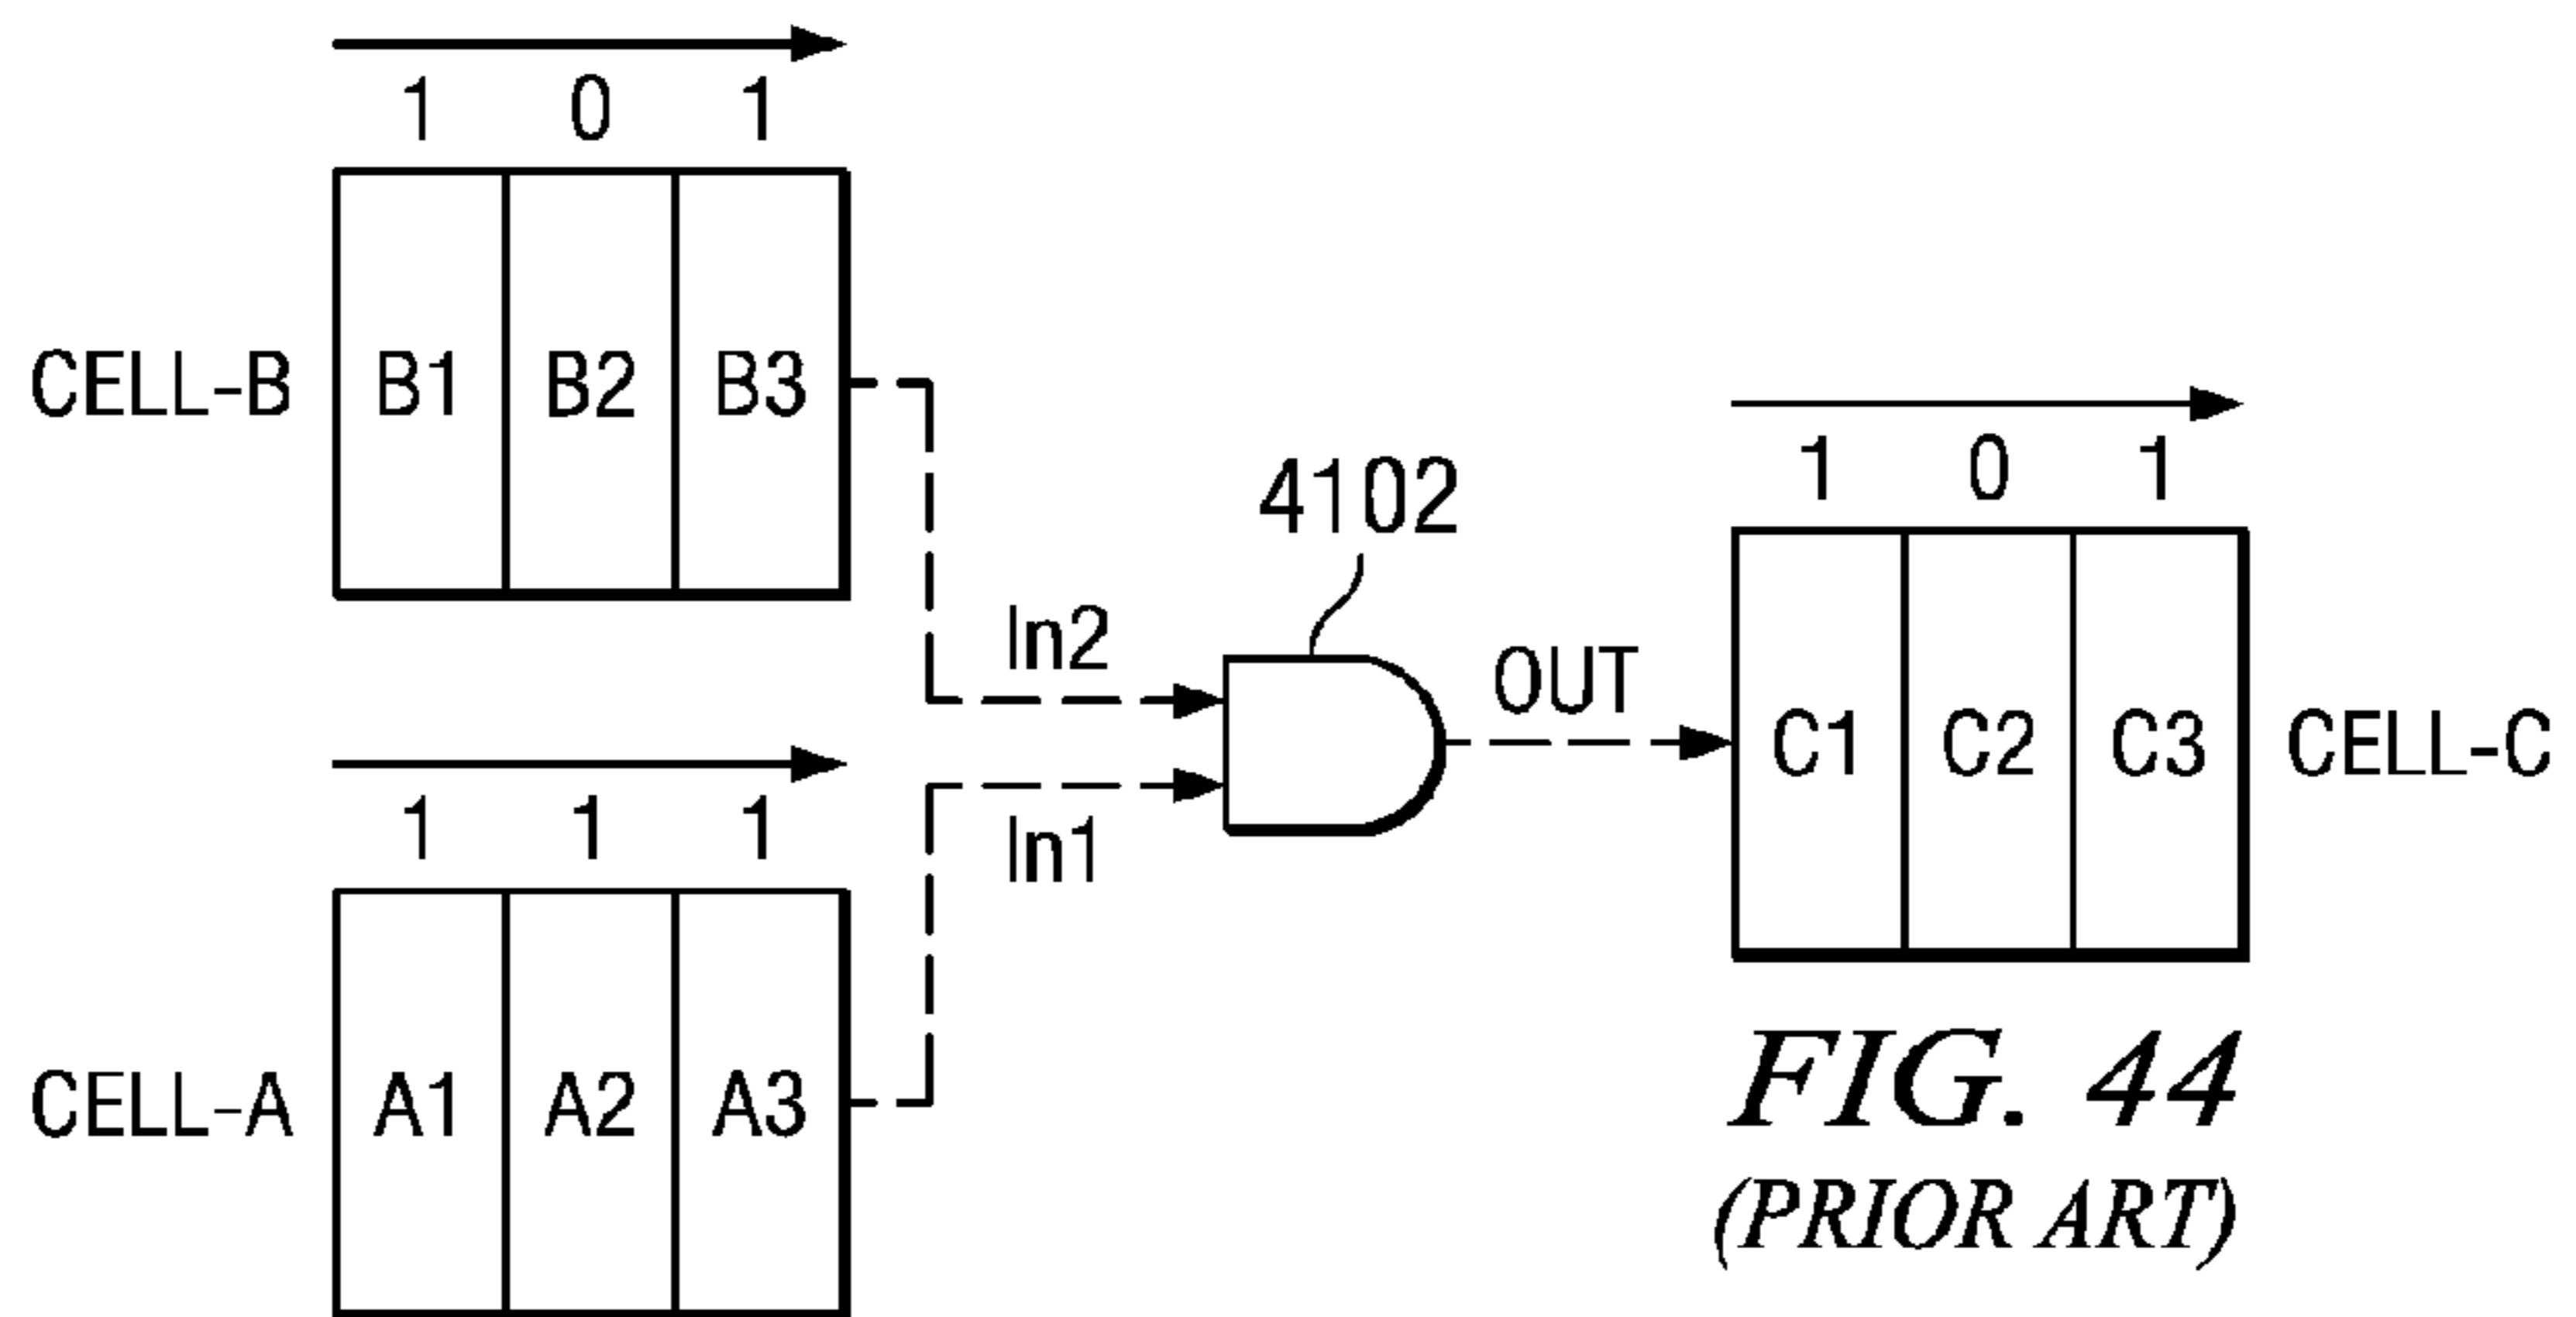 1 0 1
CELL-B B1 B2 B3
4102
1 0 1
In2
OUT
C1 C2 C3 CELL-C
In1
1 1 1
CELL-A A1 A2 A3
FIG. 44
(PRIOR ART)